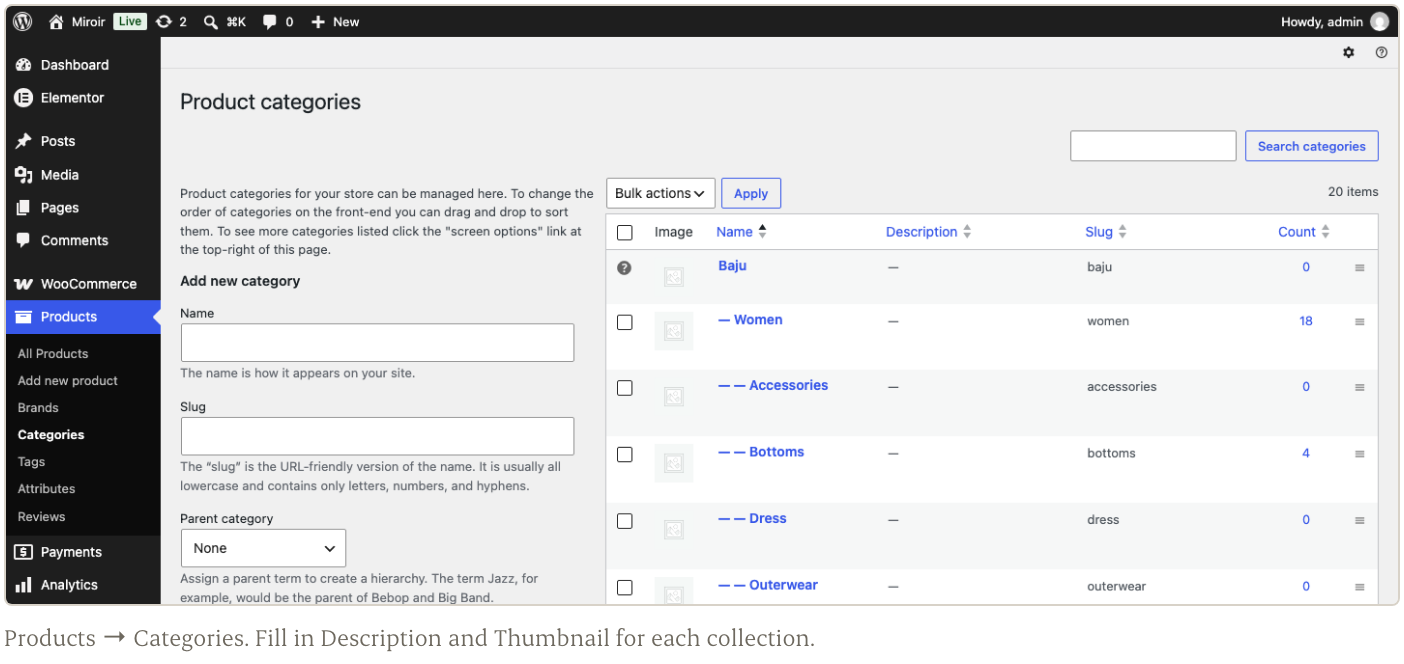 Miroir Live 2 ⌘K 0 + New Howdy, admin
Dashboard
Elementor
Posts
Media
Pages
Comments
WooCommerce
Products
All Products
Add new product
Brands
Categories
Tags
Attributes
Reviews
Payments
Analytics
Product categories
Search categories
Product categories for your store can be managed here. To change the
order of categories on the front-end you can drag and drop to sort
them. To see more categories listed click the "screen options" link at
the top-right of this page.
Add new category
Name
The name is how it appears on your site.
Slug
The “slug” is the URL-friendly version of the name. It is usually all
lowercase and contains only letters, numbers, and hyphens.
Parent category
None
Assign a parent term to create a hierarchy. The term Jazz, for
example, would be the parent of Bebop and Big Band.
Bulk actions Apply 20 items
Image Name Description Slug Count
Baju — baju 0
— Women — women 18
— — Accessories — accessories 0
— — Bottoms — bottoms 4
— — Dress — dress 0
— — Outerwear — outerwear 0
Products → Categories. Fill in Description and Thumbnail for each collection.